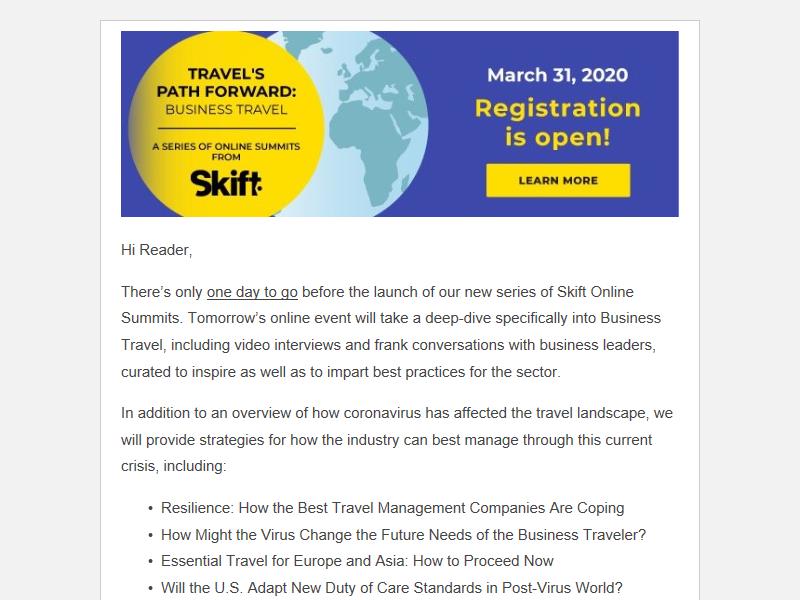 TRAVEL'S
PATH FORWARD:
BUSINESS TRAVEL
A SERIES OF ONLINE SUMMITS
FROM
Skift:
March 31, 2020
Registration
is open!
LEARN MORE
Hi Reader,
There’s only one day to go before the launch of our new series of Skift Online
Summits. Tomorrow’s online event will take a deep-dive specifically into Business
Travel, including video interviews and frank conversations with business leaders,
curated to inspire as well as to impart best practices for the sector.
In addition to an overview of how coronavirus has affected the travel landscape, we
will provide strategies for how the industry can best manage through this current
crisis, including:
• Resilience: How the Best Travel Management Companies Are Coping
• How Might the Virus Change the Future Needs of the Business Traveler?
• Essential Travel for Europe and Asia: How to Proceed Now
• Will the U.S. Adapt New Duty of Care Standards in Post-Virus World?